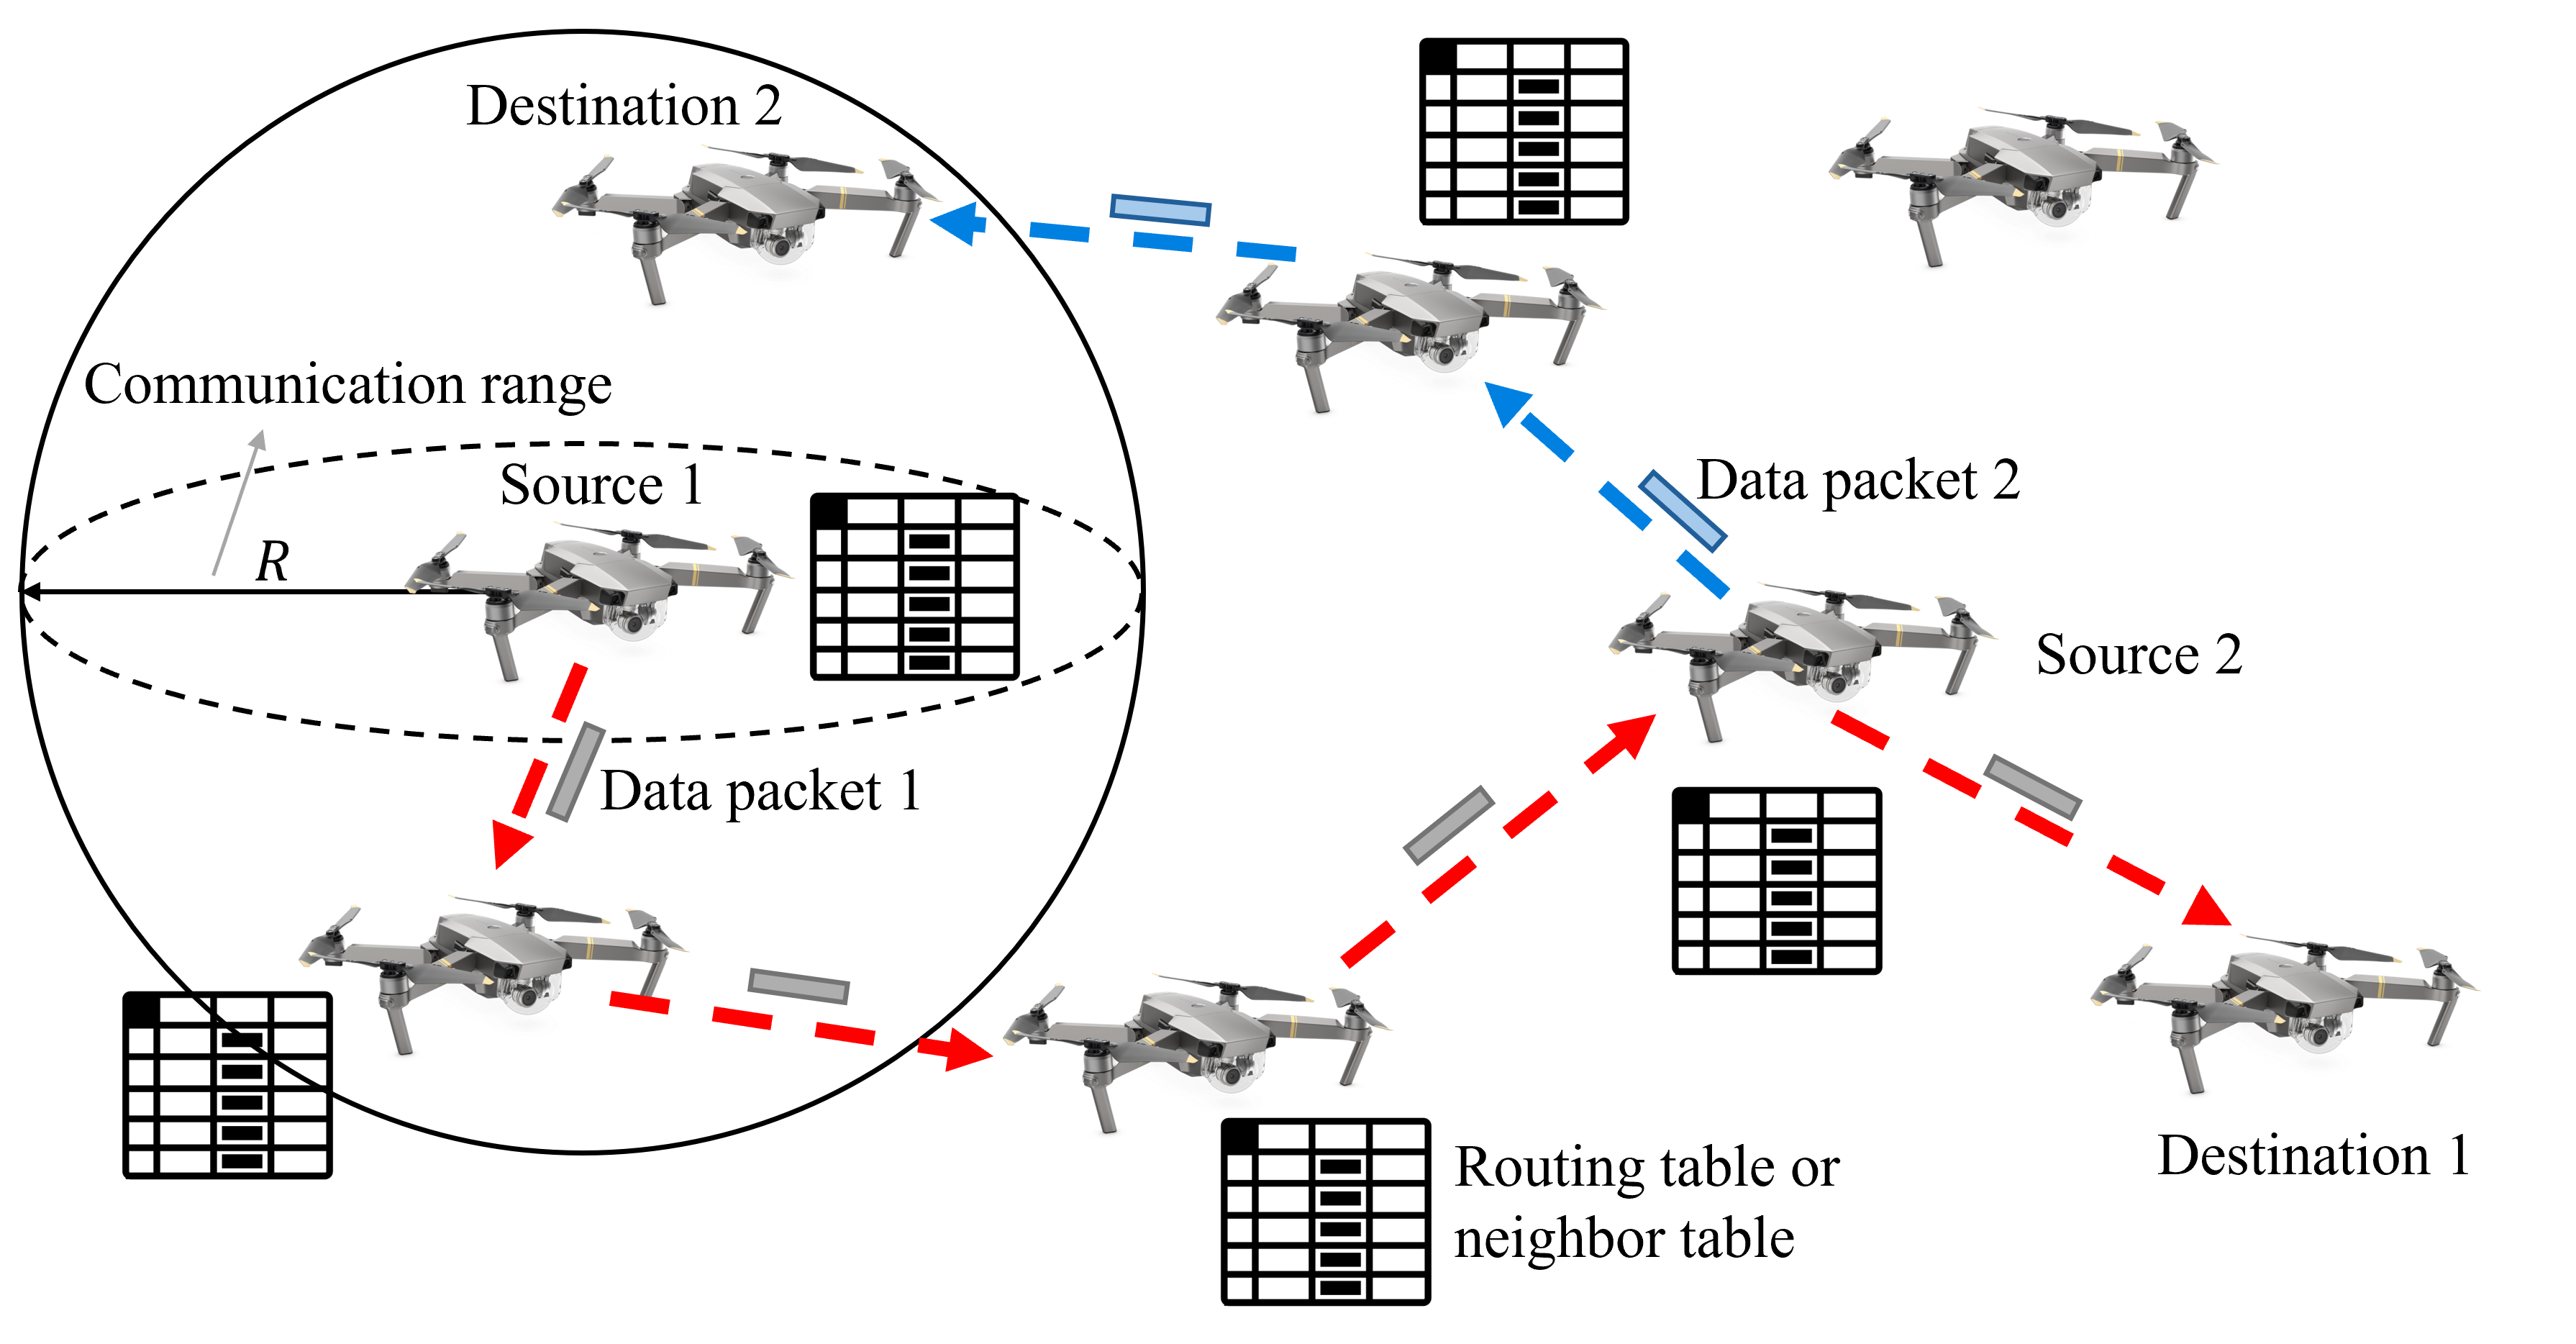 Destination 2
Communication range
Source 1
R
Data packet 2
Source 2
Data packet 1
Routing table or
neighbor table
Destination 1